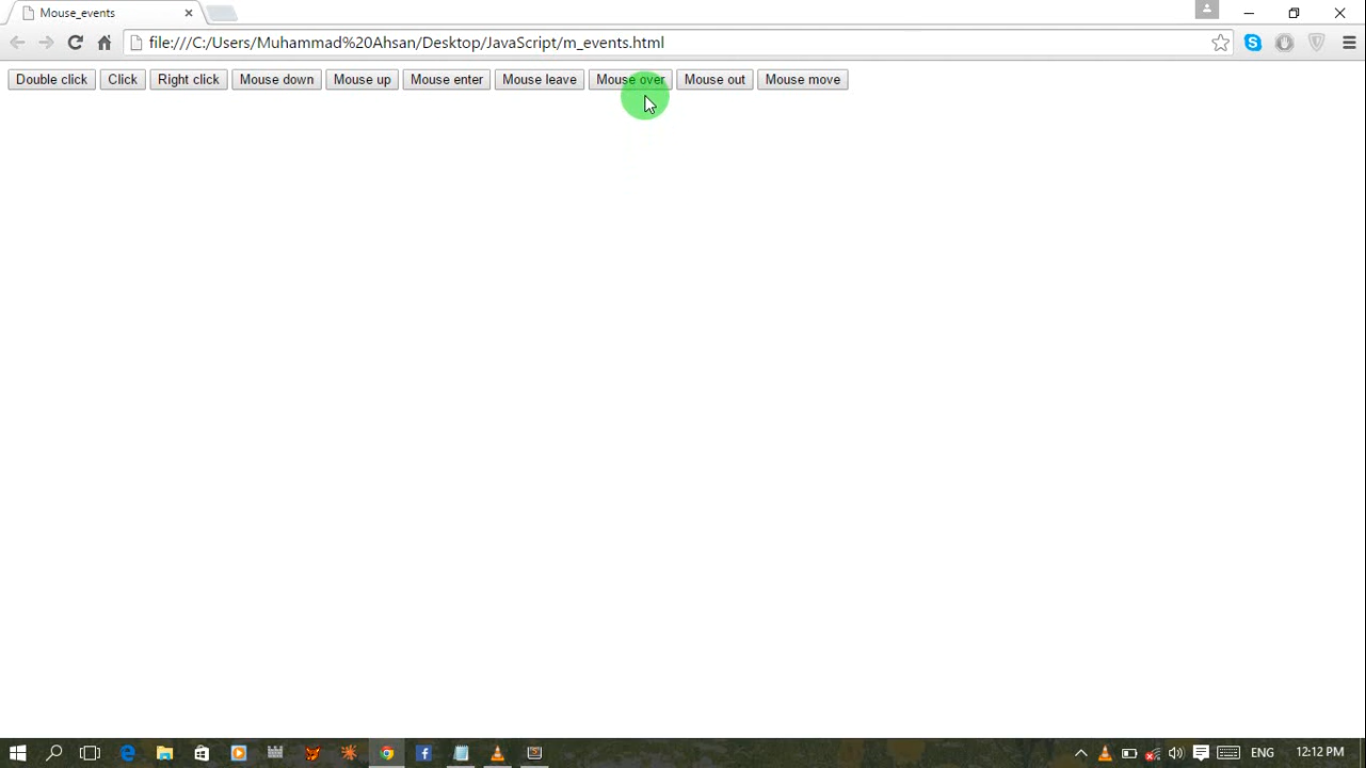 Mouse_events
file:///C:/Users/Muhammad%20Ahsan/Desktop/JavaScript/m_events.html
Double click Click Right click Mouse down Mouse up Mouse enter Mouse leave Mouse over Mouse out Mouse move
ENG 12:12 PM